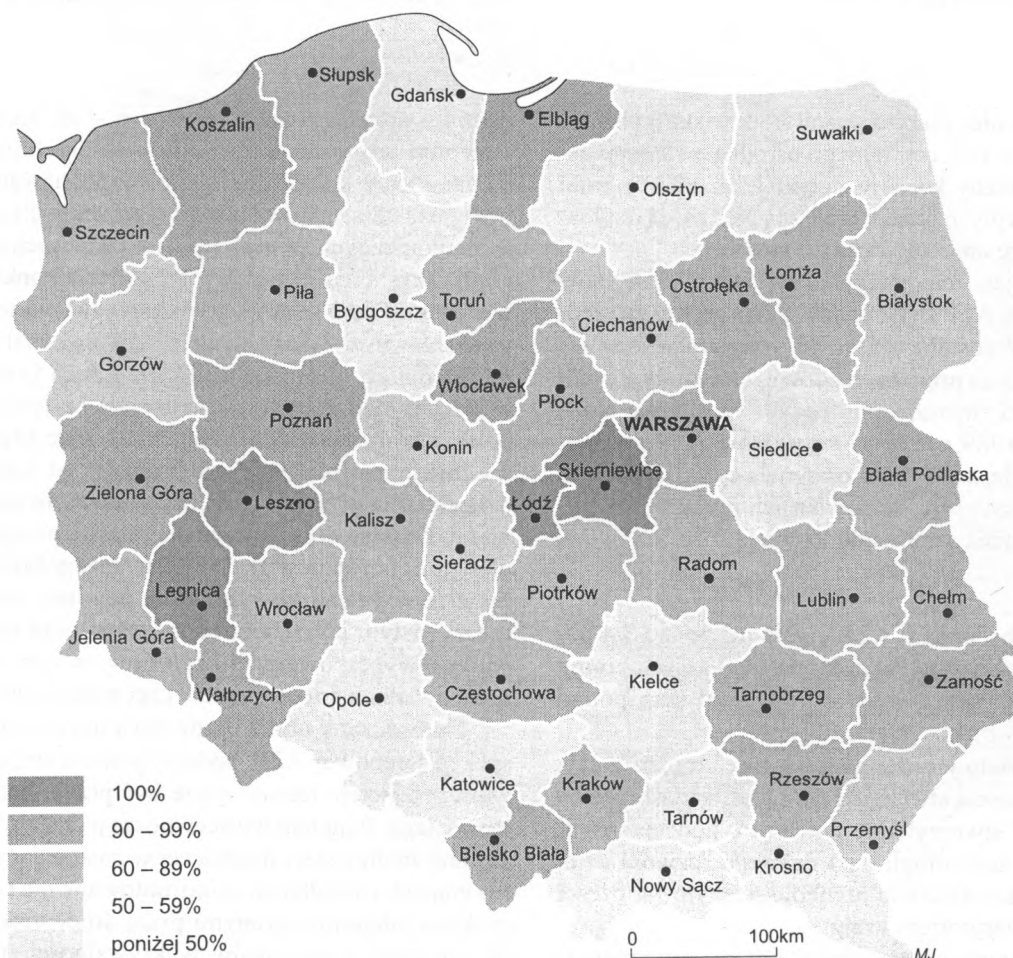 Słupsk
Gdańsk
Koszalin
Elbląg
Suwałki
Olsztyn
Szczecin
Piła
Bydgoszcz
Toruń
Ostrołęka
Łomża
Białystok
Ciechanów
Gorzów
Włocławek
Płock
Poznań
WARSZAWA
Konin
Siedlce
Skierniewice
Biała Podlaska
Zielona Góra
Leszno
Łódź
Kalisz
Sieradz
Piotrków
Radom
Legnica
Wrocław
Lublin
Chełm
Jelenia Góra
Wałbrzych
Opole
Częstochowa
Kielce
Tarnobrzeg
Zamość
Katowice
Kraków
Rzeszów
Tarnów
Przemyśl
Bielsko Biała
Krosno
Nowy Sącz
100%
90 – 99%
60 – 89%
50 – 59%
poniżej 50%
0 100km
MJ